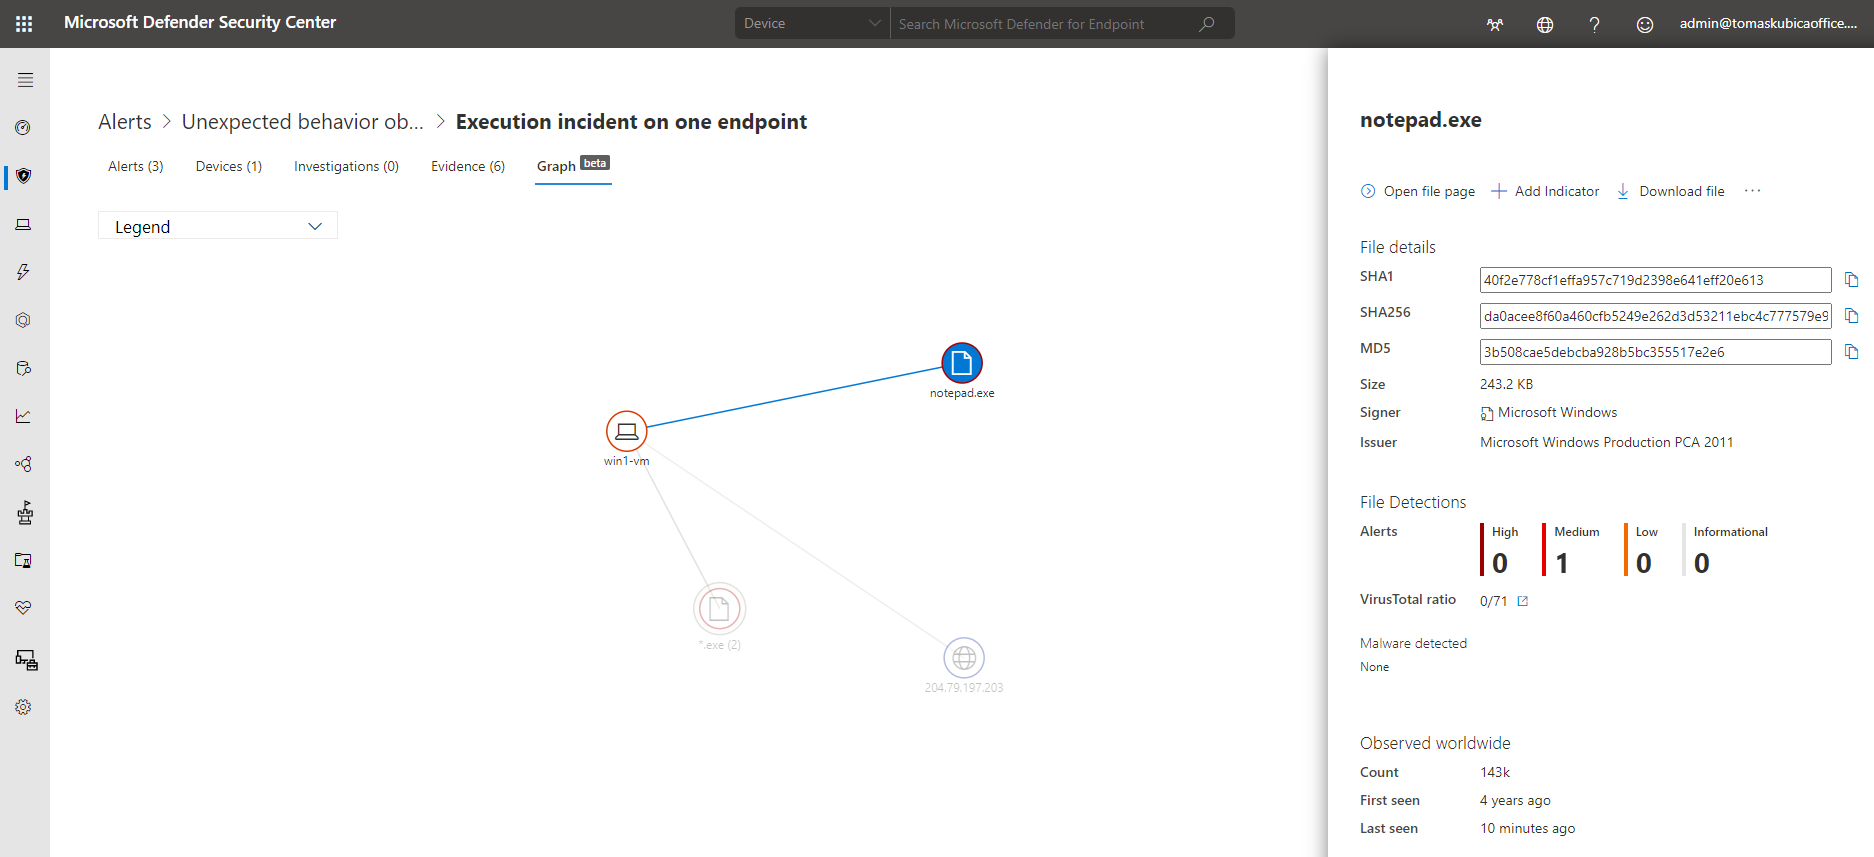 Microsoft Defender Security Center
Device
Search Microsoft Defender for Endpoint
admin@tomaskubicaoffice....
Alerts > Unexpected behavior ob... > Execution incident on one endpoint
Alerts (3) Devices (1) Investigations (0) Evidence (6) Graph beta
Legend
notepad.exe
win1-vm
*.exe (2)
204.79.197.203
notepad.exe
Open file page Add Indicator Download file ...
File details
SHA1 40f2e778cf1effa957c719d2398e641eff20e613
SHA256 da0acee8f60a460cfb5249e262d3d53211ebc4c777579e9
MD5 3b508cae5debcba928b5bc355517e2e6
Size 243.2 KB
Signer Microsoft Windows
Issuer Microsoft Windows Production PCA 2011
File Detections
Alerts High Medium Low Informational
0 1 0 0
VirusTotal ratio 0/71
Malware detected
None
Observed worldwide
Count 143k
First seen 4 years ago
Last seen 10 minutes ago